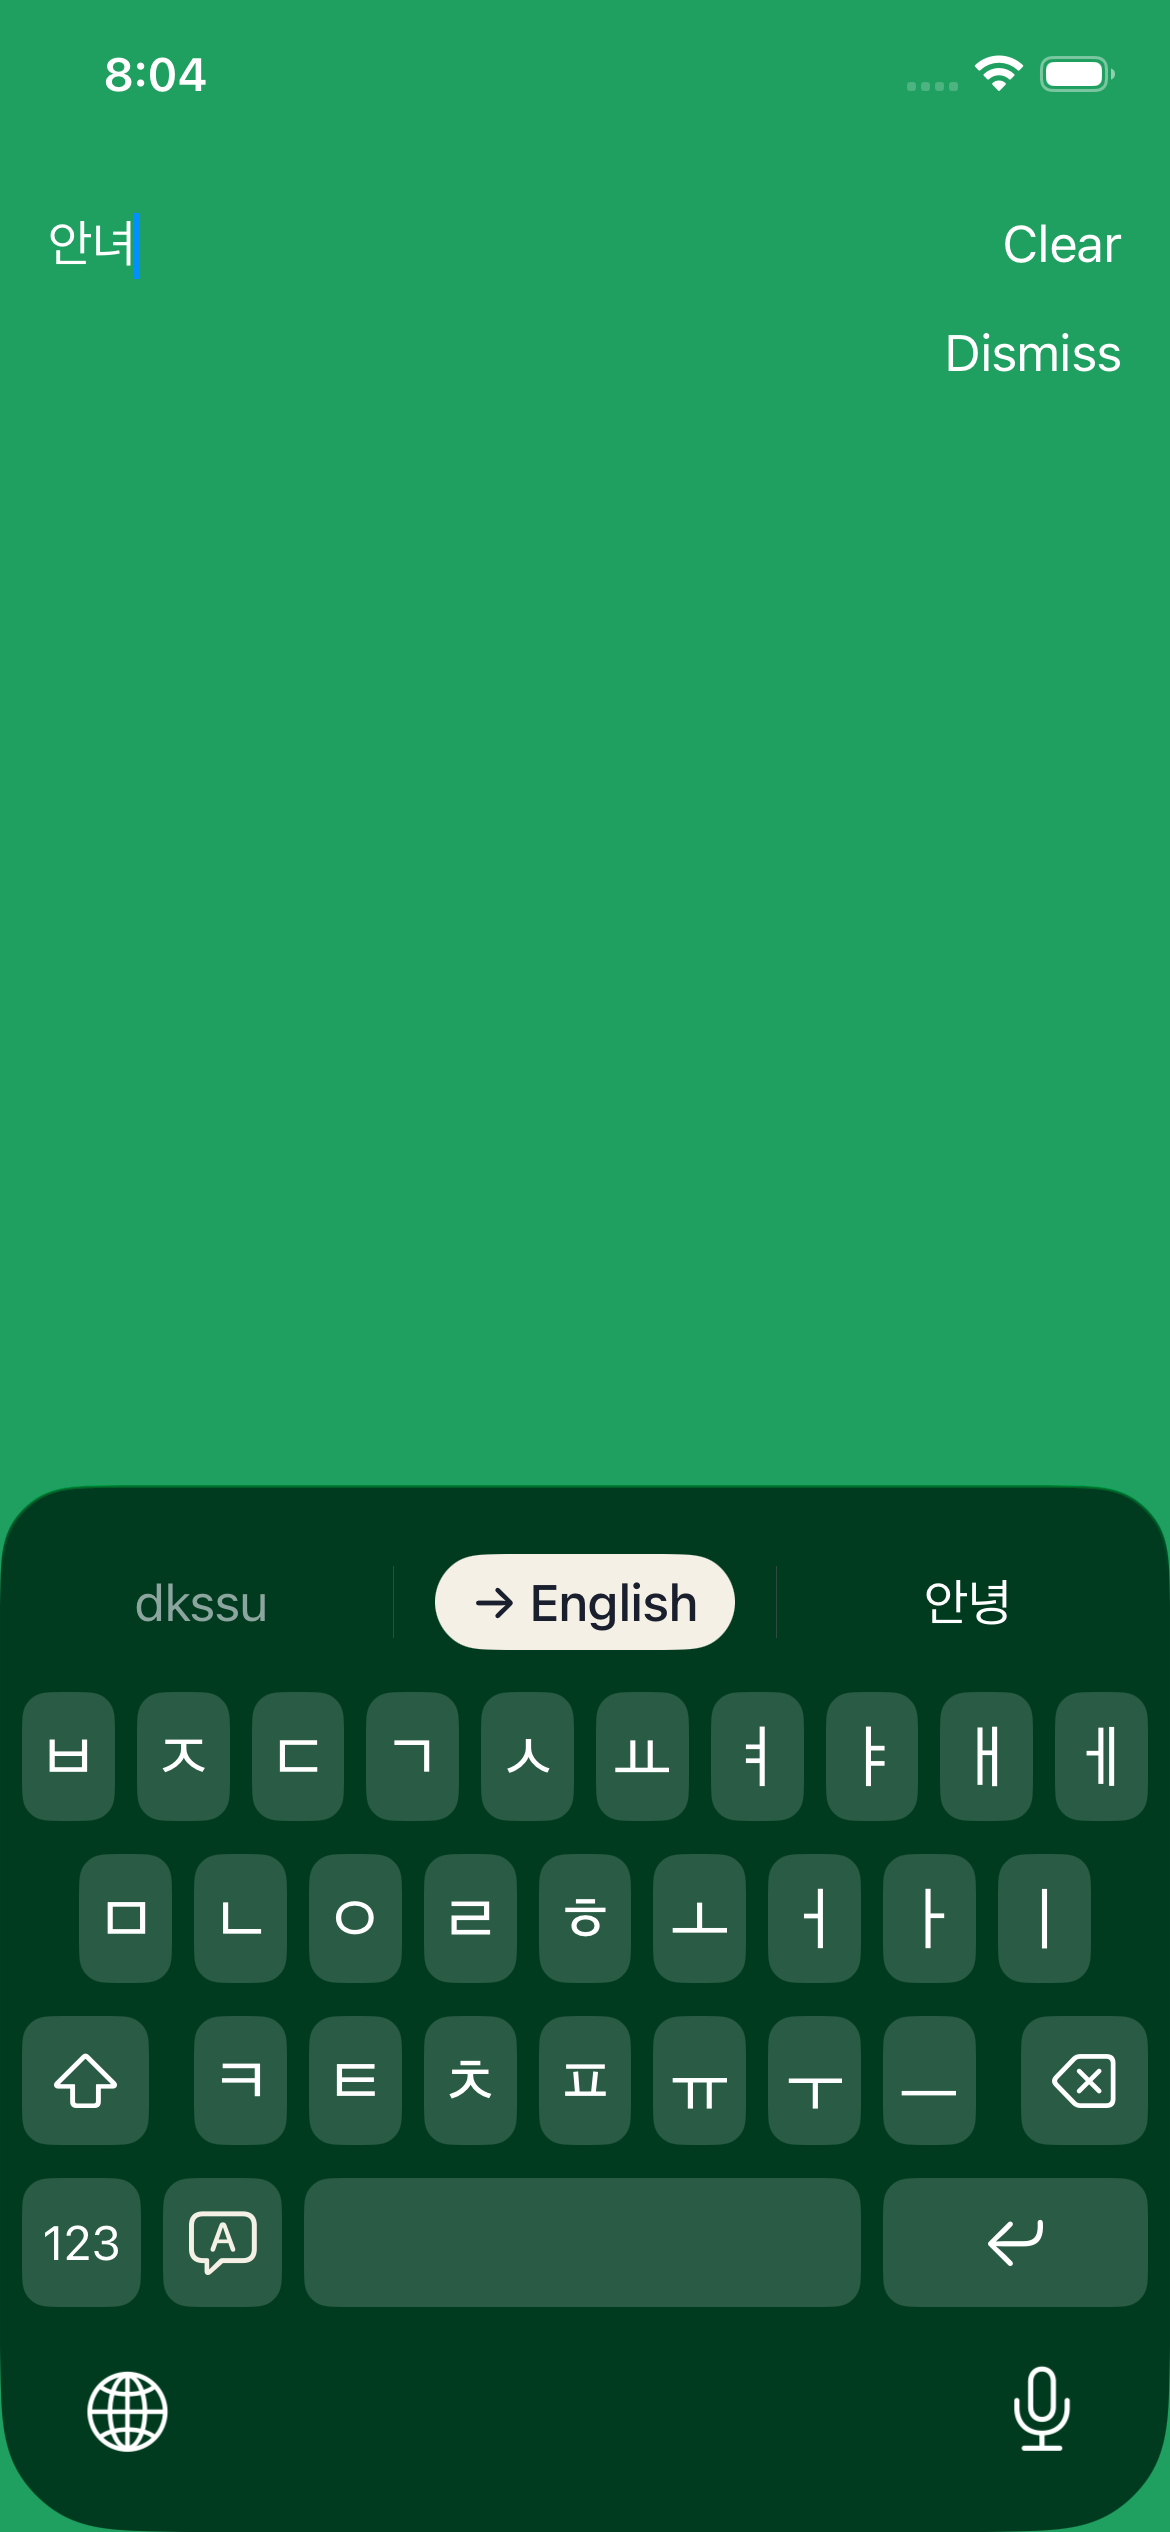 8:04
안녀 Clear
Dismiss
dkssu → English 안녕
ㅂ ㅈ ㄷ ㄱ ㅅ ㅛ ㅕ ㅑ ㅐ ㅔ
ㅁ ㄴ ㅇ ㄹ ㅎ ㅗ ㅓ ㅏ ㅣ
ㅋ ㅌ ㅊ ㅍ ㅠ ㅜ ㅡ
123 A